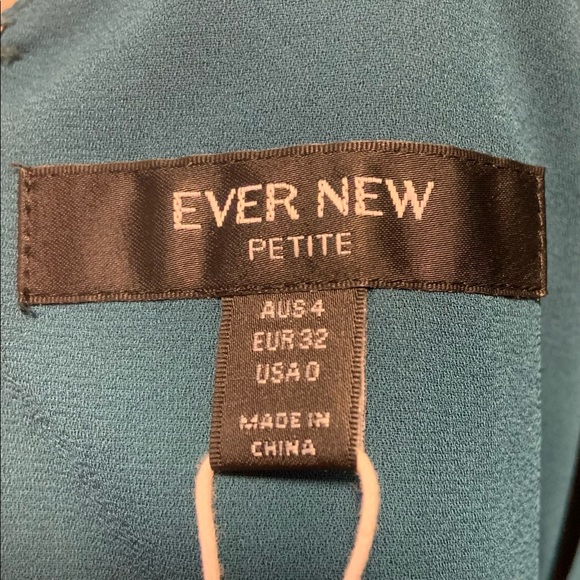 EVER NEW
PETITE
AUS 4
EUR 32
USA 0
MADE IN
CHINA